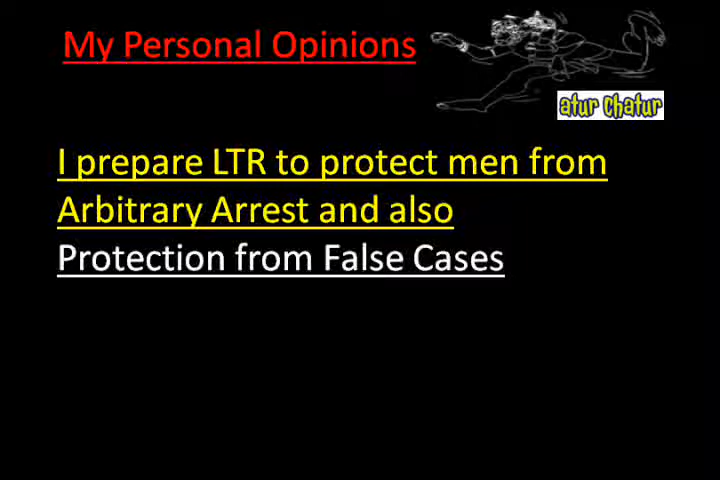 My Personal Opinions
atur chatur
I prepare LTR to protect men from
Arbitrary Arrest and also
Protection from False Cases